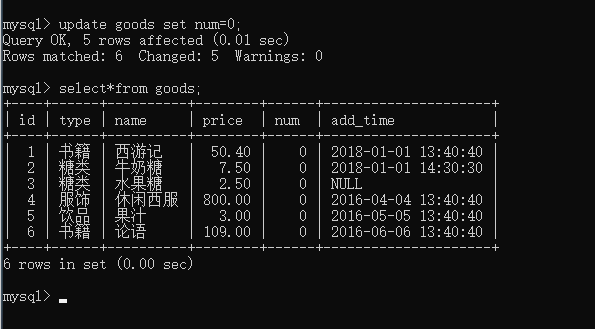 mysql> update goods set num=0;
Query OK, 5 rows affected (0.01 sec)
Rows matched: 6  Changed: 5  Warnings: 0
mysql> select*from goods;
+----+------+----------+--------+------+---------------------+
| id | type | name     | price  | num  | add_time            |
+----+------+----------+--------+------+---------------------+
|  1 | 书籍 | 西游记   |  50.40 |    0 | 2018-01-01 13:40:40 |
|  2 | 糖类 | 牛奶糖   |   7.50 |    0 | 2018-01-01 14:30:30 |
|  3 | 糖类 | 水果糖   |   2.50 |    0 | NULL                |
|  4 | 服饰 | 休闲西服 | 800.00 |    0 | 2016-04-04 13:40:40 |
|  5 | 饮品 | 果汁     |   3.00 |    0 | 2016-05-05 13:40:40 |
|  6 | 书籍 | 论语     | 109.00 |    0 | 2016-06-06 13:40:40 |
+----+------+----------+--------+------+---------------------+
6 rows in set (0.00 sec)
mysql> _